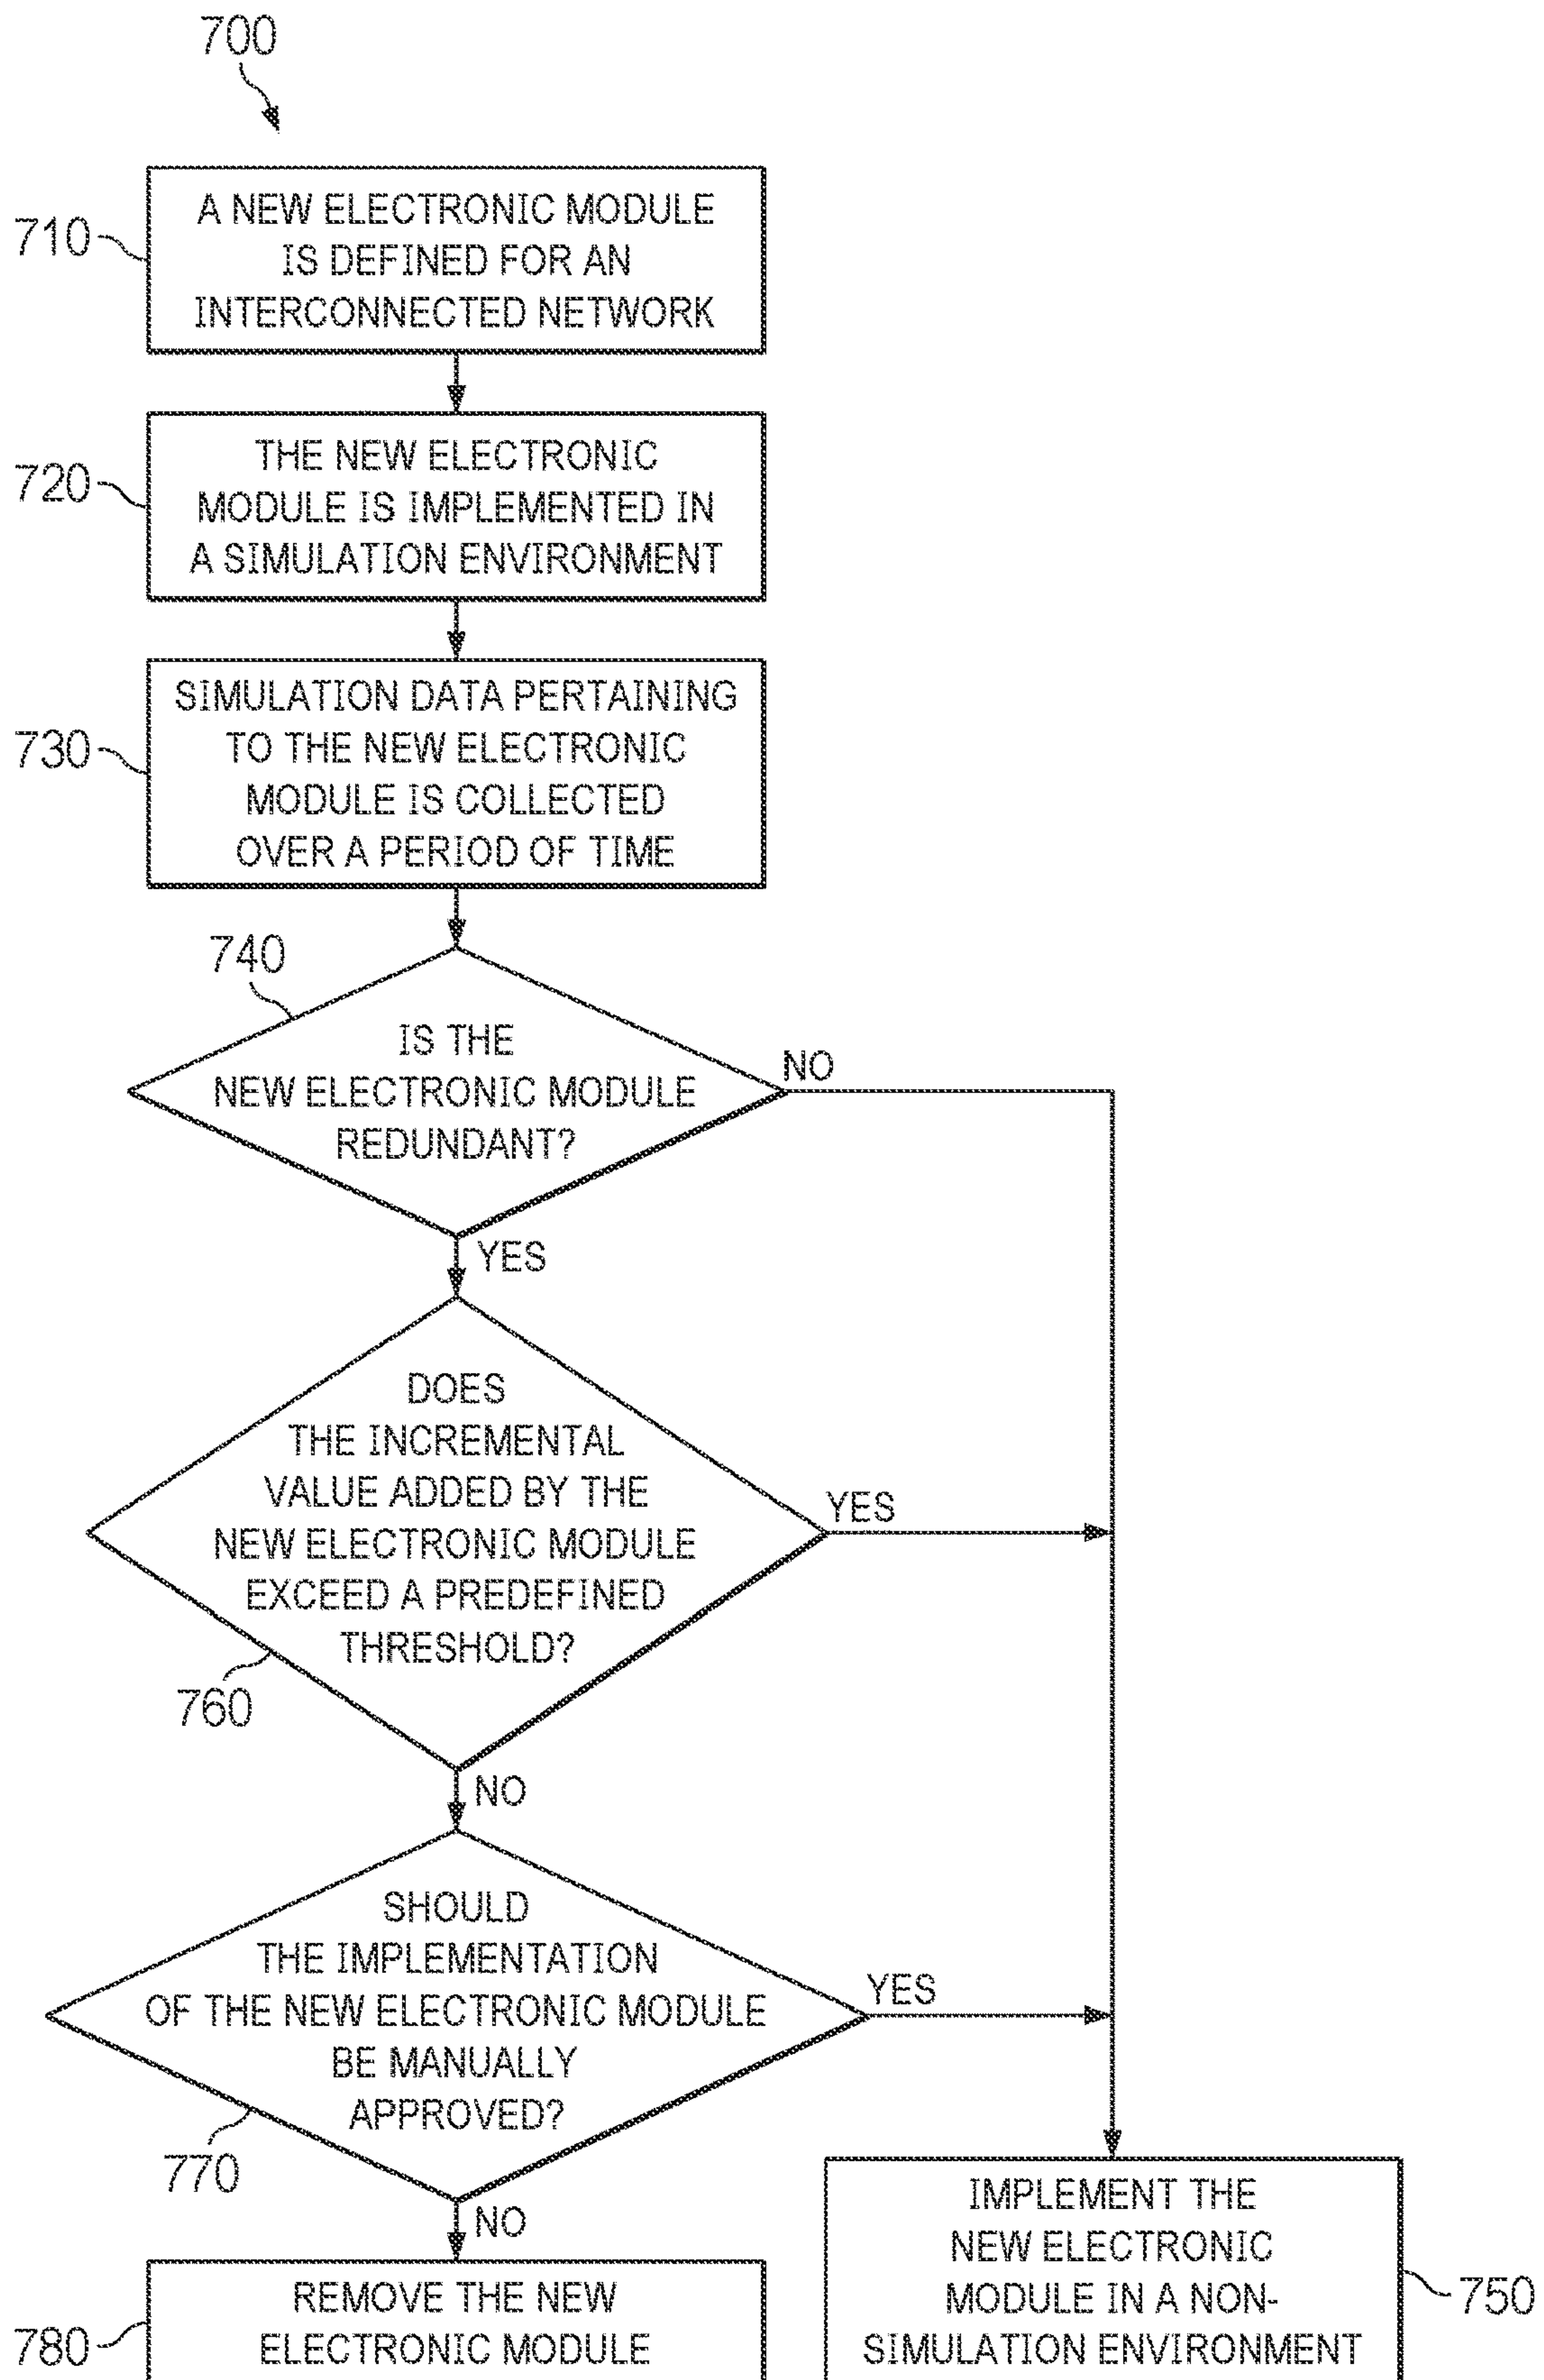 700
710
A NEW ELECTRONIC MODULE
IS DEFINED FOR AN
INTERCONNECTED NETWORK
720
THE NEW ELECTRONIC
MODULE IS IMPLEMENTED IN
A SIMULATION ENVIRONMENT
730
SIMULATION DATA PERTAINING
TO THE NEW ELECTRONIC
MODULE IS COLLECTED
OVER A PERIOD OF TIME
740
IS THE
NEW ELECTRONIC MODULE
REDUNDANT?
NO
YES
DOES
THE INCREMENTAL
VALUE ADDED BY THE
NEW ELECTRONIC MODULE
EXCEED A PREDEFINED
THRESHOLD?
YES
760
NO
SHOULD
THE IMPLEMENTATION
OF THE NEW ELECTRONIC MODULE
BE MANUALLY
APPROVED?
YES
770
NO
780
REMOVE THE NEW
ELECTRONIC MODULE
IMPLEMENT THE
NEW ELECTRONIC
MODULE IN A NON-
SIMULATION ENVIRONMENT
750